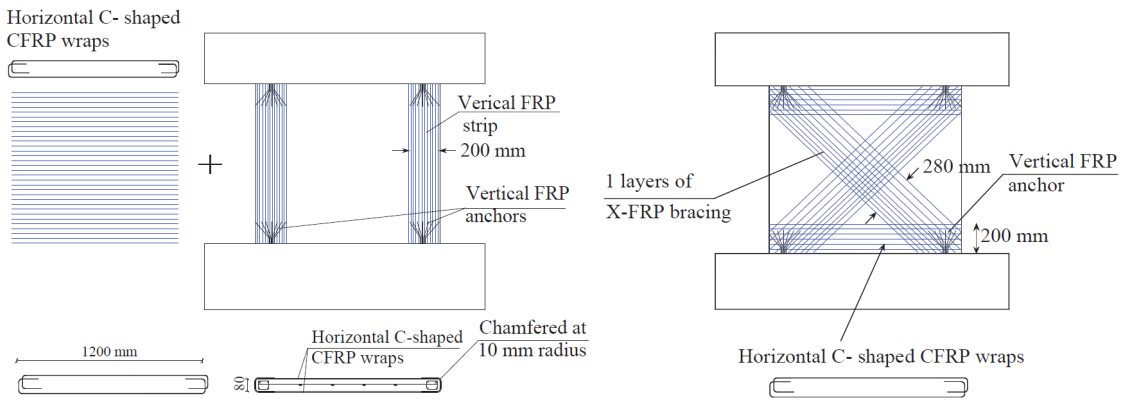 Horizontal C- shaped
CFRP wraps
Verical FRP
strip
200 mm
Vertical FRP
anchors
1200 mm
80
Horizontal C-shaped
CFRP wraps
Chamfered at
10 mm radius
280 mm
Vertical FRP
anchor
1 layers of
X-FRP bracing
200 mm
Horizontal C- shaped CFRP wraps